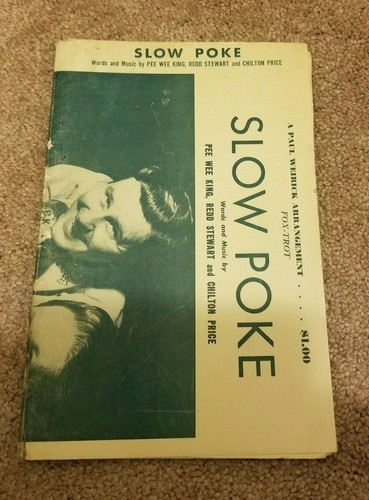 SLOW POKE
Words and Music by PEE WEE KING, REDD STEWART and CHILTON PRICE
A PAUL WEIRICK ARRANGEMENT . . . . $1.00
FOX-TROT
SLOW POKE
Words and Music by
PEE WEE KING, REDD STEWART and CHILTON PRICE